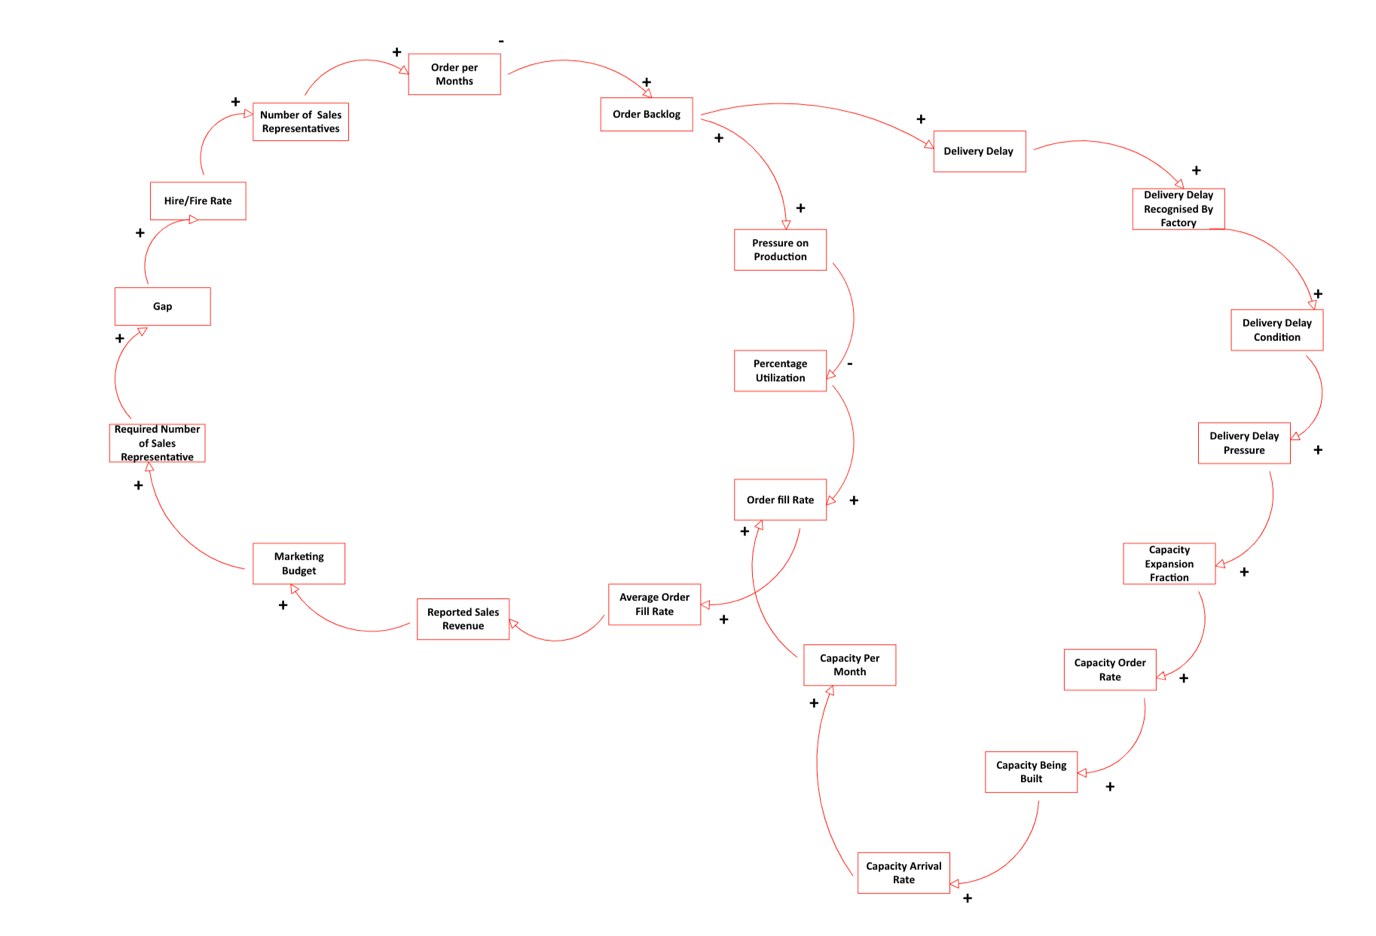 -
+
Order per
Months
+
Order Backlog
+
Number of  Sales
Representatives
+
+
Delivery Delay
+
Delivery Delay
Recognised By
Factory
Hire/Fire Rate
+
+
Pressure on
Production
+
Gap
+
Delivery Delay
Condition
-
Percentage
Utilization
+
Required Number
of Sales
Representative
+
Delivery Delay
Pressure
+
Order fill Rate
+
+
Marketing
Budget
+
Capacity
Expansion
Fraction
+
Average Order
Fill Rate
+
Reported Sales
Revenue
Capacity Per
Month
+
Capacity Order
Rate
+
Capacity Being
Built
+
Capacity Arrival
Rate
+